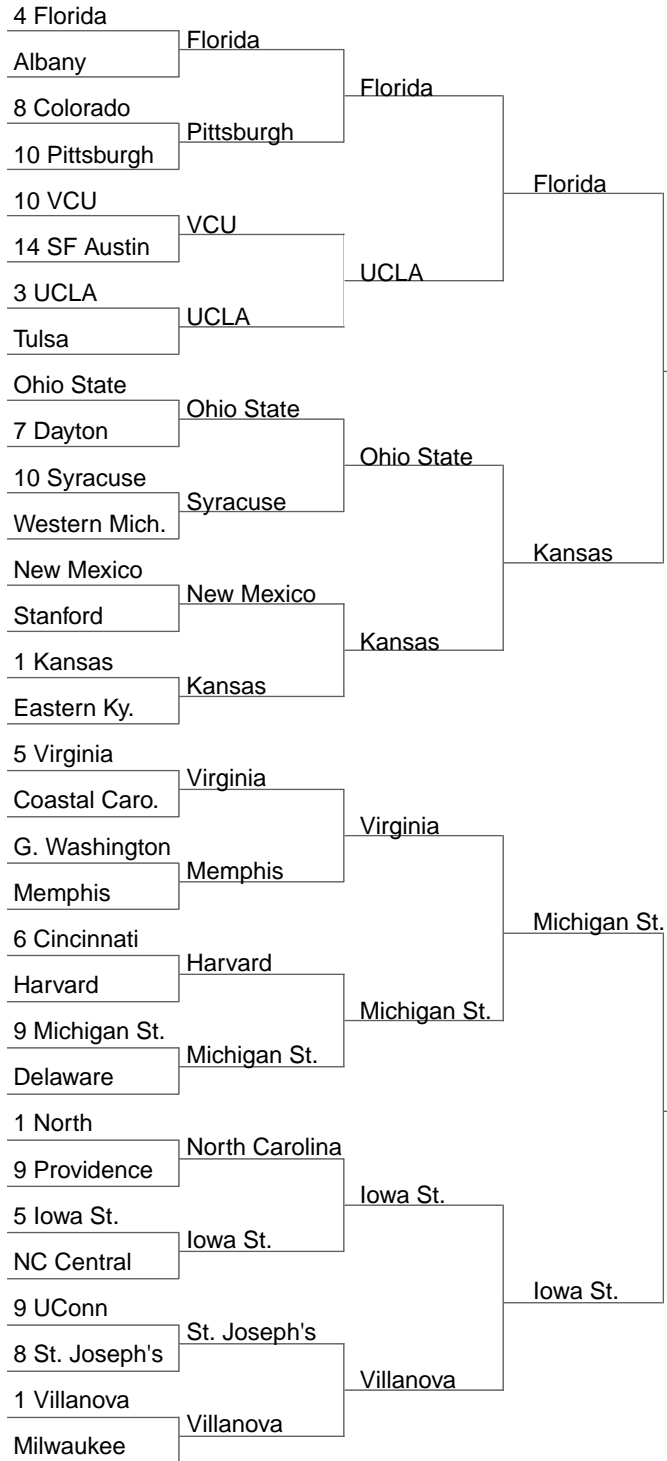 4 Florida
Albany
8 Colorado
10 Pittsburgh
10 VCU
14 SF Austin
3 UCLA
Tulsa
Ohio State
7 Dayton
10 Syracuse
Western Mich.
New Mexico
Stanford
1 Kansas
Eastern Ky.
5 Virginia
Coastal Caro.
G. Washington
Memphis
6 Cincinnati
Harvard
9 Michigan St.
Delaware
1 North
9 Providence
5 Iowa St.
NC Central
9 UConn
8 St. Joseph's
1 Villanova
Milwaukee
Florida
Pittsburgh
VCU
UCLA
Ohio State
Syracuse
New Mexico
Kansas
Virginia
Memphis
Harvard
Michigan St.
North Carolina
Iowa St.
St. Joseph's
Villanova
Florida
UCLA
Ohio State
Kansas
Virginia
Michigan St.
Iowa St.
Villanova
Florida
Kansas
Michigan St.
Iowa St.